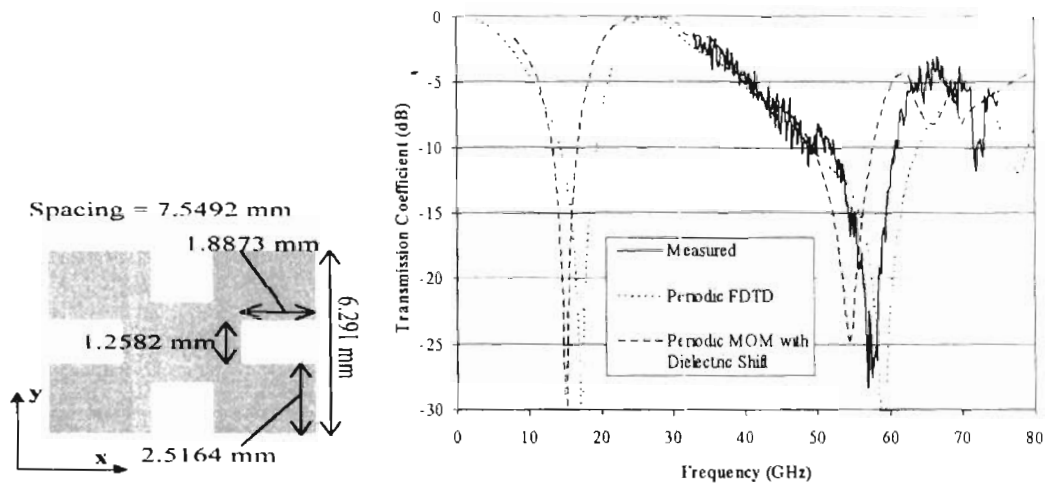 Spacing = 7.5492 mm
1.8873 mm
1.2582 mm
6.291 mm
2.5164 mm
y
x
Transmission Coefficient (dB)
0
-5
-10
-15
-20
-25
-30
Measured
Periodic FDTD
Periodic MOM with
Dielectric Shift
0 10 20 30 40 50 60 70 80
Frequency (GHz)